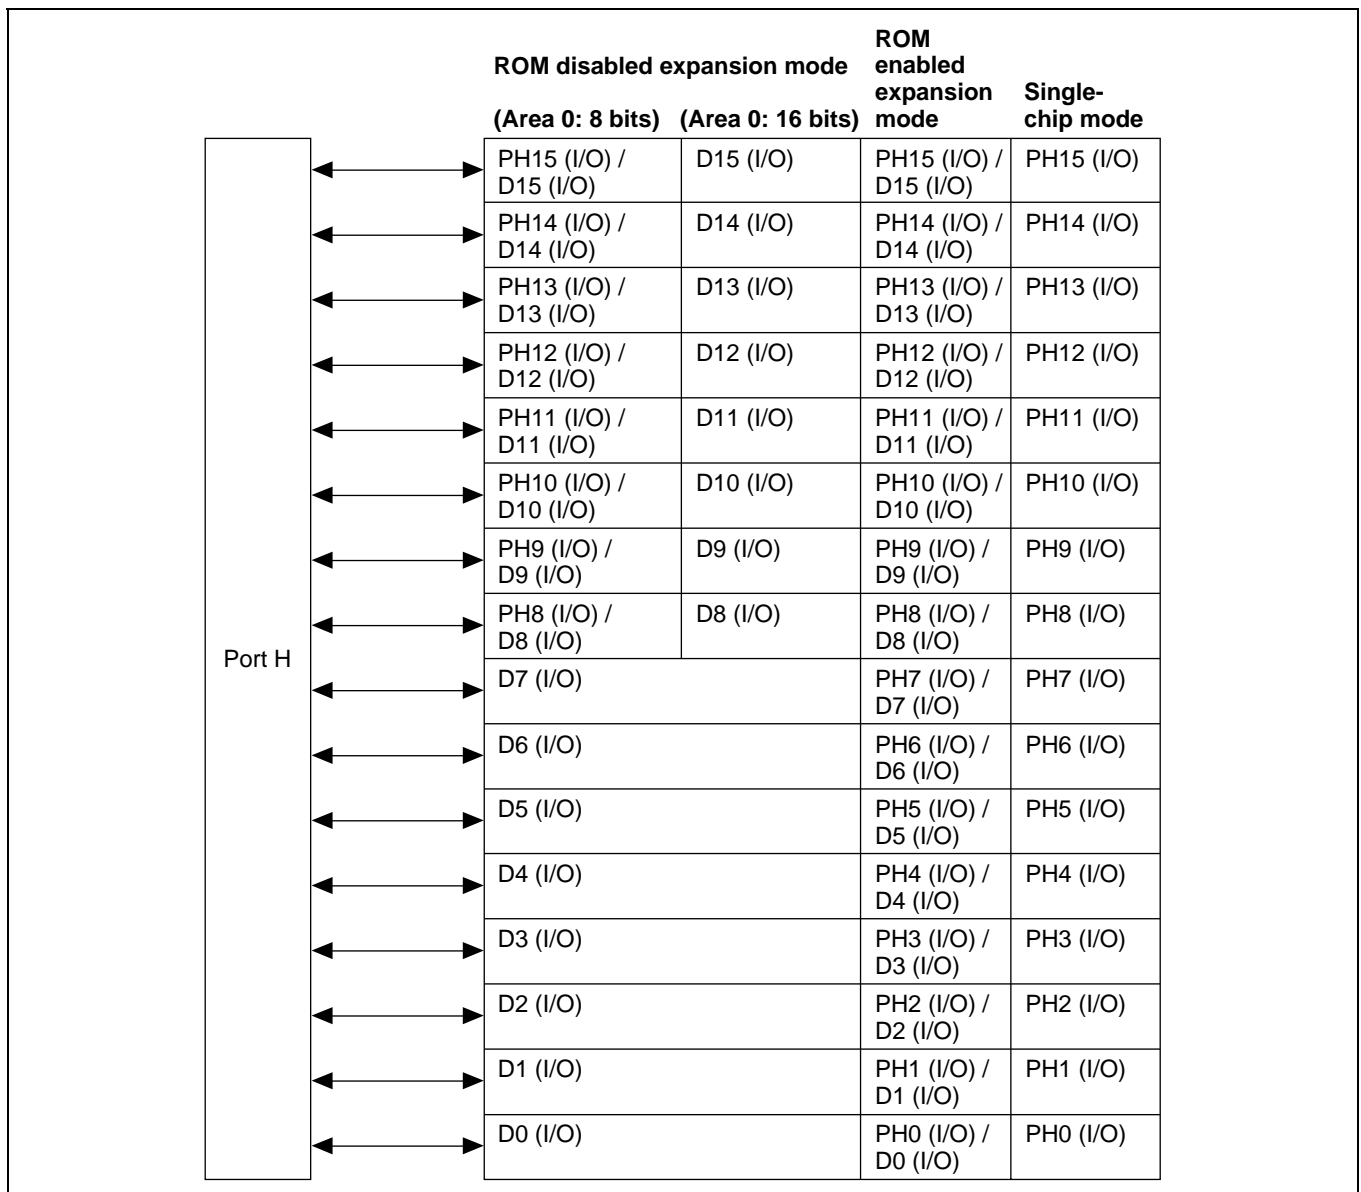 ROM disabled expansion mode
ROM
enabled
expansion
mode
Single-
chip mode
(Area 0: 8 bits)
(Area 0: 16 bits)
Port H
PH15 (I/O) /
D15 (I/O)
D15 (I/O)
PH15 (I/O) /
D15 (I/O)
PH15 (I/O)
PH14 (I/O) /
D14 (I/O)
D14 (I/O)
PH14 (I/O) /
D14 (I/O)
PH14 (I/O)
PH13 (I/O) /
D13 (I/O)
D13 (I/O)
PH13 (I/O) /
D13 (I/O)
PH13 (I/O)
PH12 (I/O) /
D12 (I/O)
D12 (I/O)
PH12 (I/O) /
D12 (I/O)
PH12 (I/O)
PH11 (I/O) /
D11 (I/O)
D11 (I/O)
PH11 (I/O) /
D11 (I/O)
PH11 (I/O)
PH10 (I/O) /
D10 (I/O)
D10 (I/O)
PH10 (I/O) /
D10 (I/O)
PH10 (I/O)
PH9 (I/O) /
D9 (I/O)
D9 (I/O)
PH9 (I/O) /
D9 (I/O)
PH9 (I/O)
PH8 (I/O) /
D8 (I/O)
D8 (I/O)
PH8 (I/O) /
D8 (I/O)
PH8 (I/O)
D7 (I/O)
PH7 (I/O) /
D7 (I/O)
PH7 (I/O)
D6 (I/O)
PH6 (I/O) /
D6 (I/O)
PH6 (I/O)
D5 (I/O)
PH5 (I/O) /
D5 (I/O)
PH5 (I/O)
D4 (I/O)
PH4 (I/O) /
D4 (I/O)
PH4 (I/O)
D3 (I/O)
PH3 (I/O) /
D3 (I/O)
PH3 (I/O)
D2 (I/O)
PH2 (I/O) /
D2 (I/O)
PH2 (I/O)
D1 (I/O)
PH1 (I/O) /
D1 (I/O)
PH1 (I/O)
D0 (I/O)
PH0 (I/O) /
D0 (I/O)
PH0 (I/O)